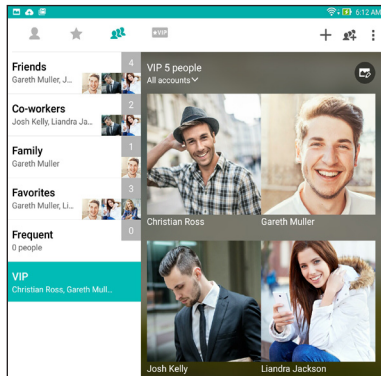 6:12 AM
VIP
Friends
4
Gareth Muller, J...
Co-workers
2
Josh Kelly, Liandra Ja...
Family
1
Gareth Muller
Favorites
3
Gareth Muller, Li...
Frequent
0
0 people
VIP
Christian Ross, Gareth Mull...
VIP 5 people
All accounts
Christian Ross
Gareth Muller
Josh Kelly
Liandra Jackson